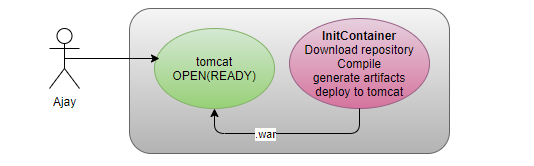 Ajay
tomcat
OPEN(READY)
InitContainer
Download repository
Compile
generate artifacts
deploy to tomcat
.war